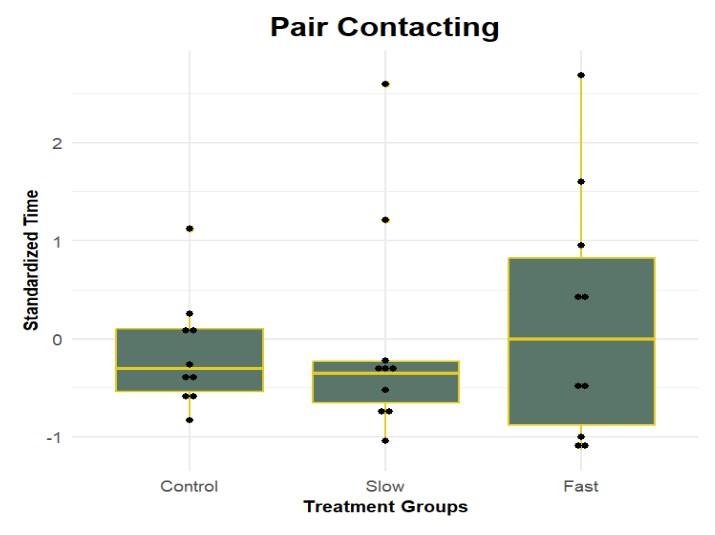 Pair Contacting
Standardized Time
2
1
0
-1
Control Slow Fast
Treatment Groups